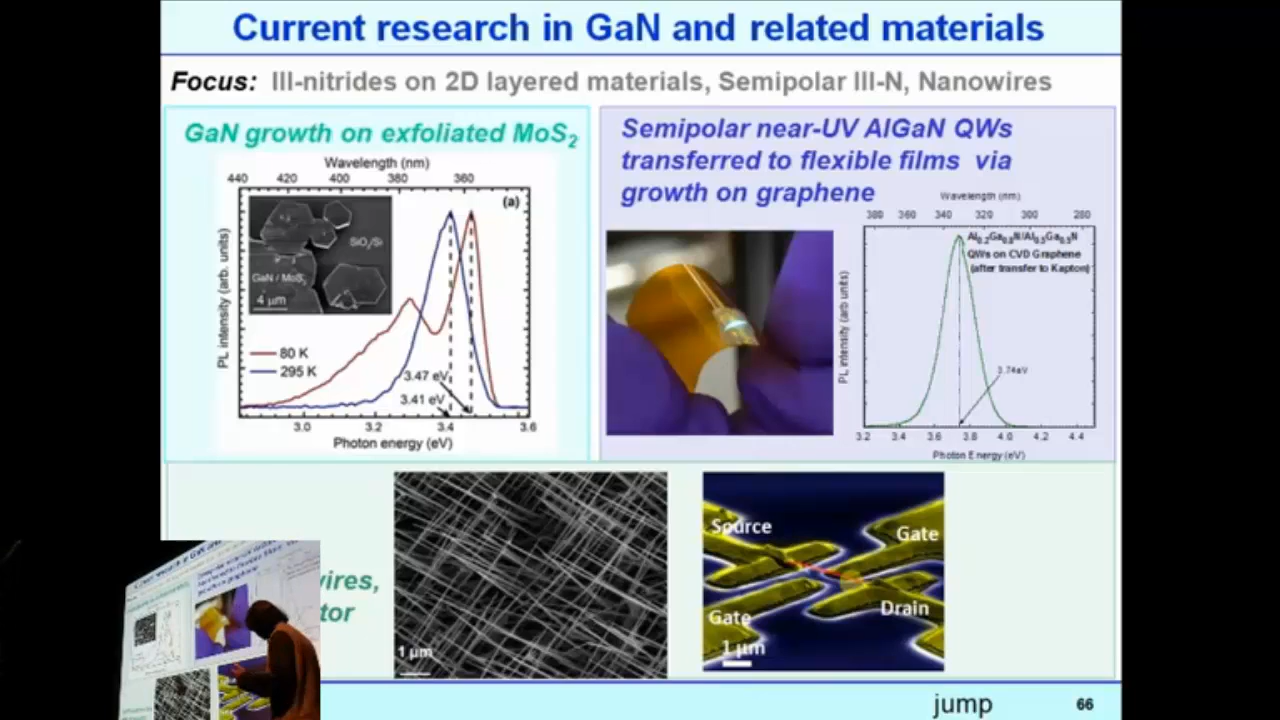 Current research in GaN and related materials
Focus: III-nitrides on 2D layered materials, Semipolar III-N, Nanowires
GaN growth on exfoliated MoS2
Wavelength (nm)
440 420 400 380 360
(a)
SiO2/Si
GaN / MoS2
4 μm
80 K
295 K
3.47 eV
3.41 eV
PL intensity (arb. units)
3.0 3.2 3.4 3.6
Photon energy (eV)
Semipolar near-UV AlGaN QWs
transferred to flexible films via
growth on graphene
Wavelength (nm)
380 360 340 320 300 280
Al0.2Ga0.8N/Al0.5Ga0.5N
QWs on CVD Graphene
(after transfer to Kapton)
3.74eV
PL intensity (arb units)
3.2 3.4 3.6 3.8 4.0 4.2 4.4
Photon Energy (eV)
wires,
tor
1 μm
Source
Gate
Gate
Drain
1 μm
jump
66